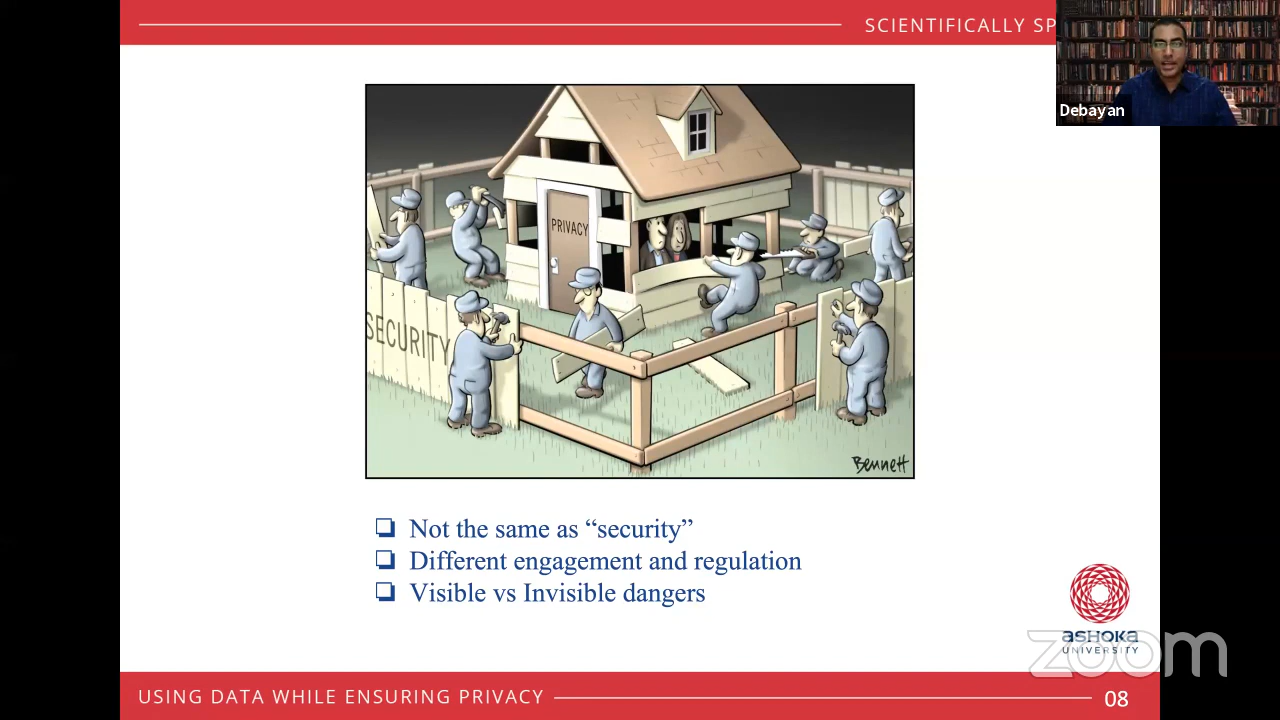 SCIENTIFICALLY SP
Debayan
PRIVACY
SECURITY
Bennett
❏ Not the same as “security”
❏ Different engagement and regulation
❏ Visible vs Invisible dangers
ASHOKA
UNIVERSITY
zoom
USING DATA WHILE ENSURING PRIVACY
08